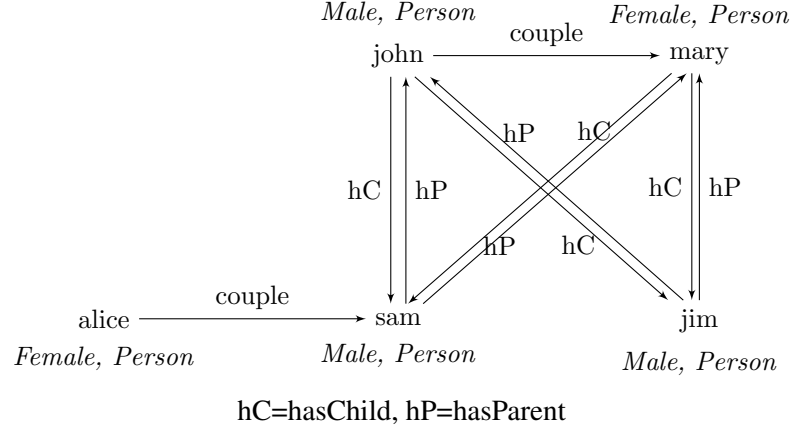 Male, Person
Female, Person
john
couple
mary
hP
hC
hC
hP
hC
hP
hP
hC
alice
couple
sam
jim
Female, Person
Male, Person
Male, Person
hC=hasChild, hP=hasParent